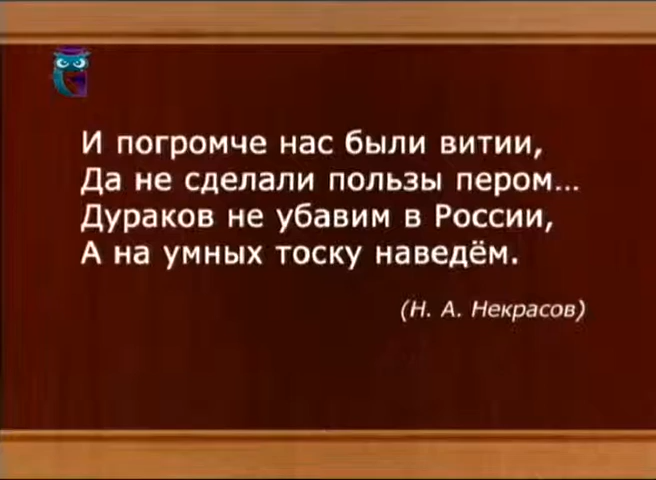 И погромче нас были витии,
Да не сделали пользы пером...
Дураков не убавим в России,
А на умных тоску наведём.
(Н. А. Некрасов)